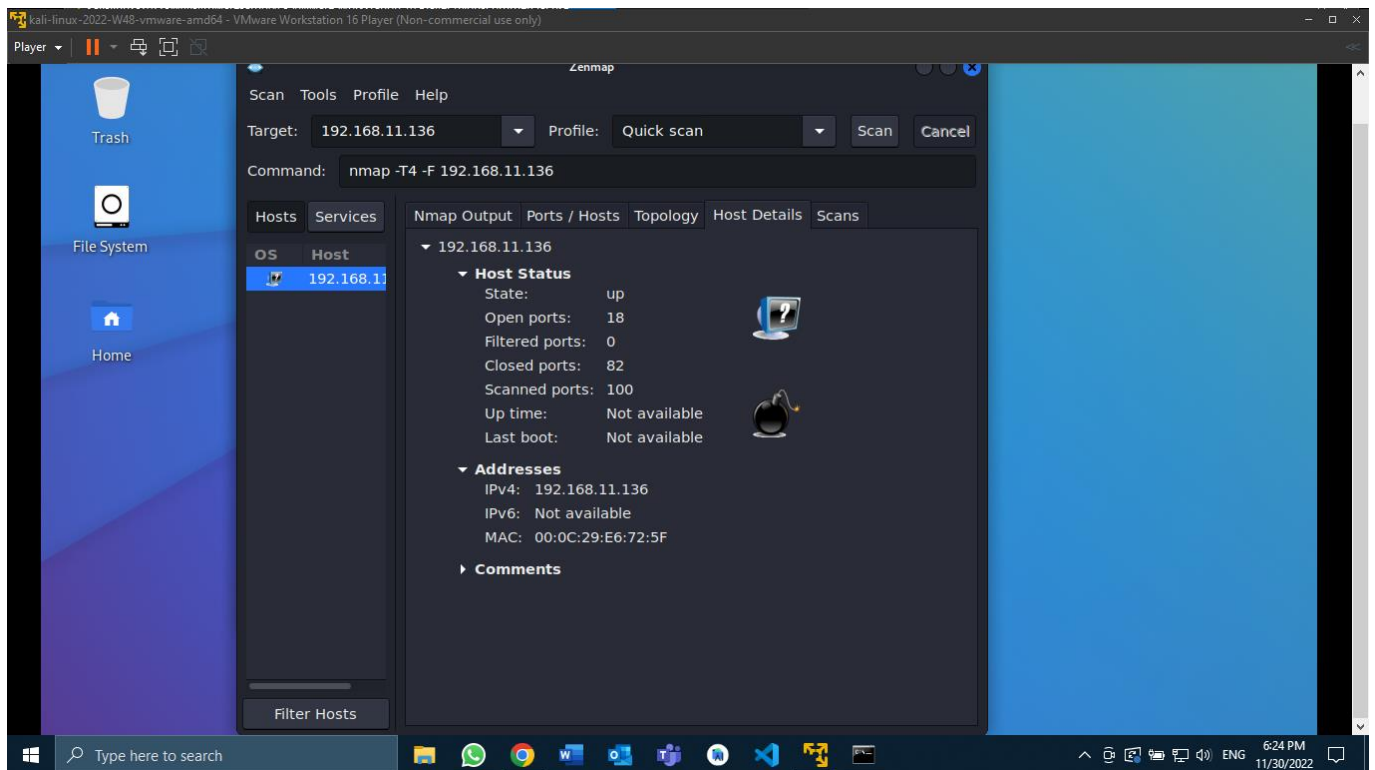 kali-linux-2022-W48-vmware-amd64 - VMware Workstation 16 Player (Non-commercial use only)
Player
Zenmap
Trash
File System
Home
Scan Tools Profile Help
Target: 192.168.11.136 Profile: Quick scan Scan Cancel
Command: nmap -T4 -F 192.168.11.136
Hosts Services
OS Host
192.168.11
Filter Hosts
Nmap Output Ports / Hosts Topology Host Details Scans
192.168.11.136
Host Status
State: up
Open ports: 18
Filtered ports: 0
Closed ports: 82
Scanned ports: 100
Up time: Not available
Last boot: Not available
Addresses
IPv4: 192.168.11.136
IPv6: Not available
MAC: 00:0C:29:E6:72:5F
Comments
Type here to search
ENG
6:24 PM
11/30/2022